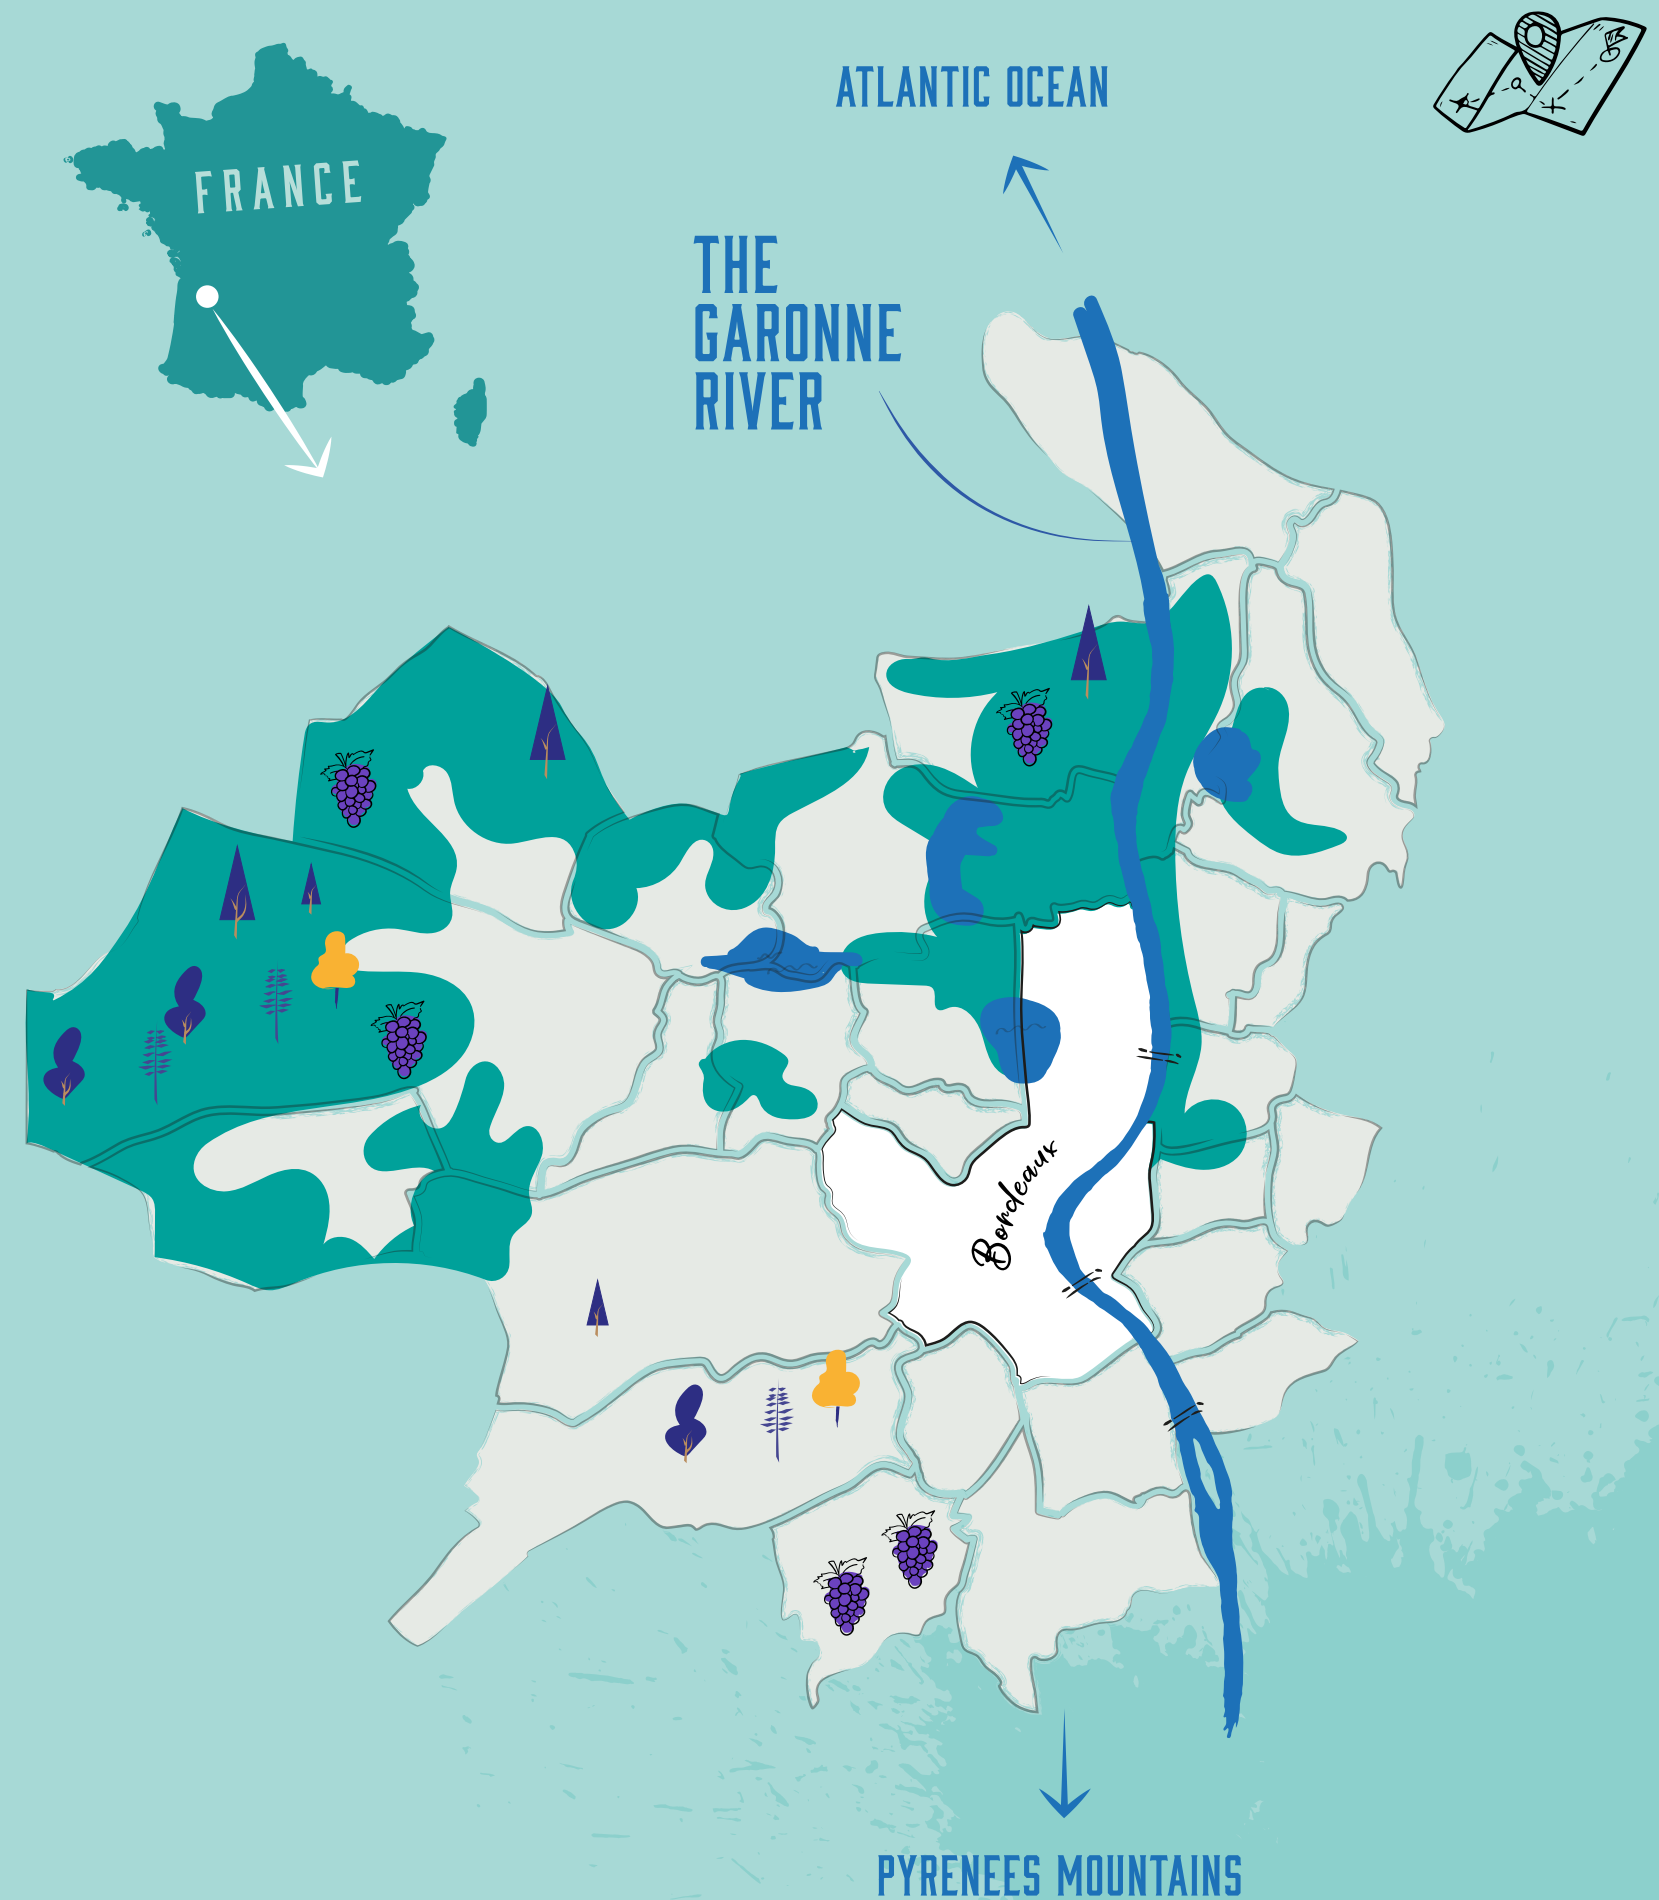 FRANCE
ATLANTIC OCEAN
THE
GARONNE
RIVER
Bordeaux
PYRENEES MOUNTAINS